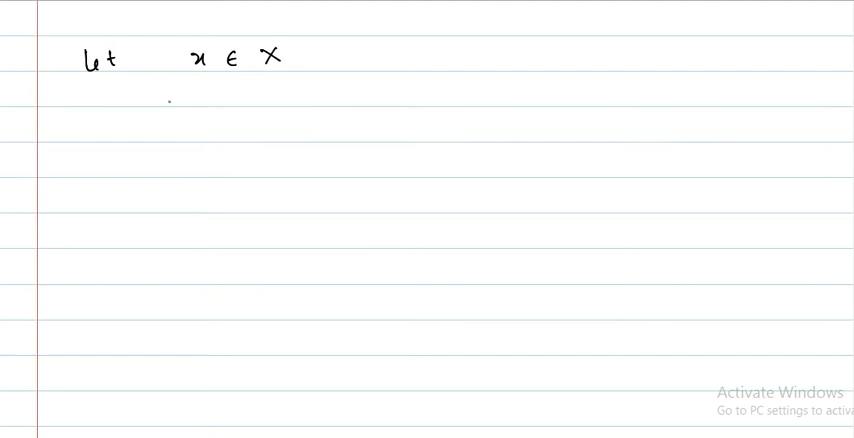 let x ∈ X
Activate Windows
Go to PC settings to activa